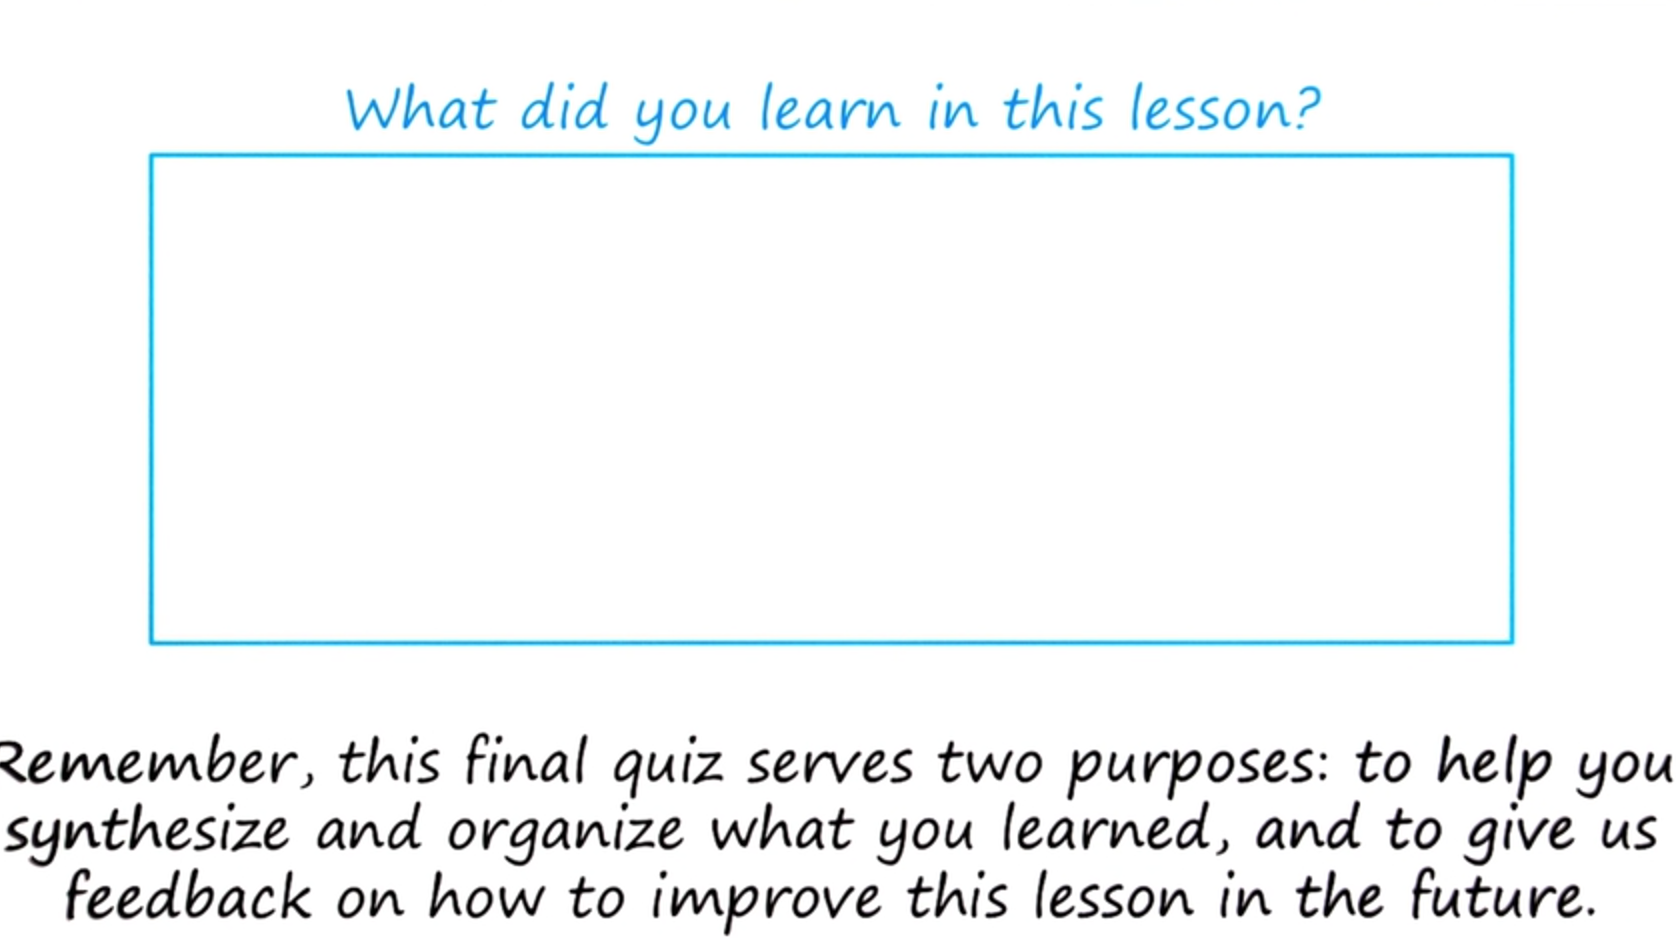 What did you learn in this lesson?
Remember, this final quiz serves two purposes: to help you
synthesize and organize what you learned, and to give us
feedback on how to improve this lesson in the future.